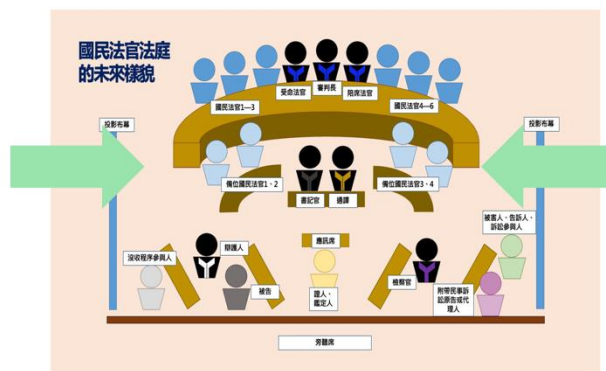 國民法官法庭
的未來樣貌
受命法官
審判長
陪席法官
國民法官1—3
國民法官4—6
投影布幕
投影布幕
備位國民法官1、2
備位國民法官3、4
書記官
通譯
被害人、告訴人、
訴訟參與人
沒收程序參與人
辯護人
應訊席
檢察官
被告
證人、
鑑定人
附帶民事訴
訟原告或代
理人
旁聽席